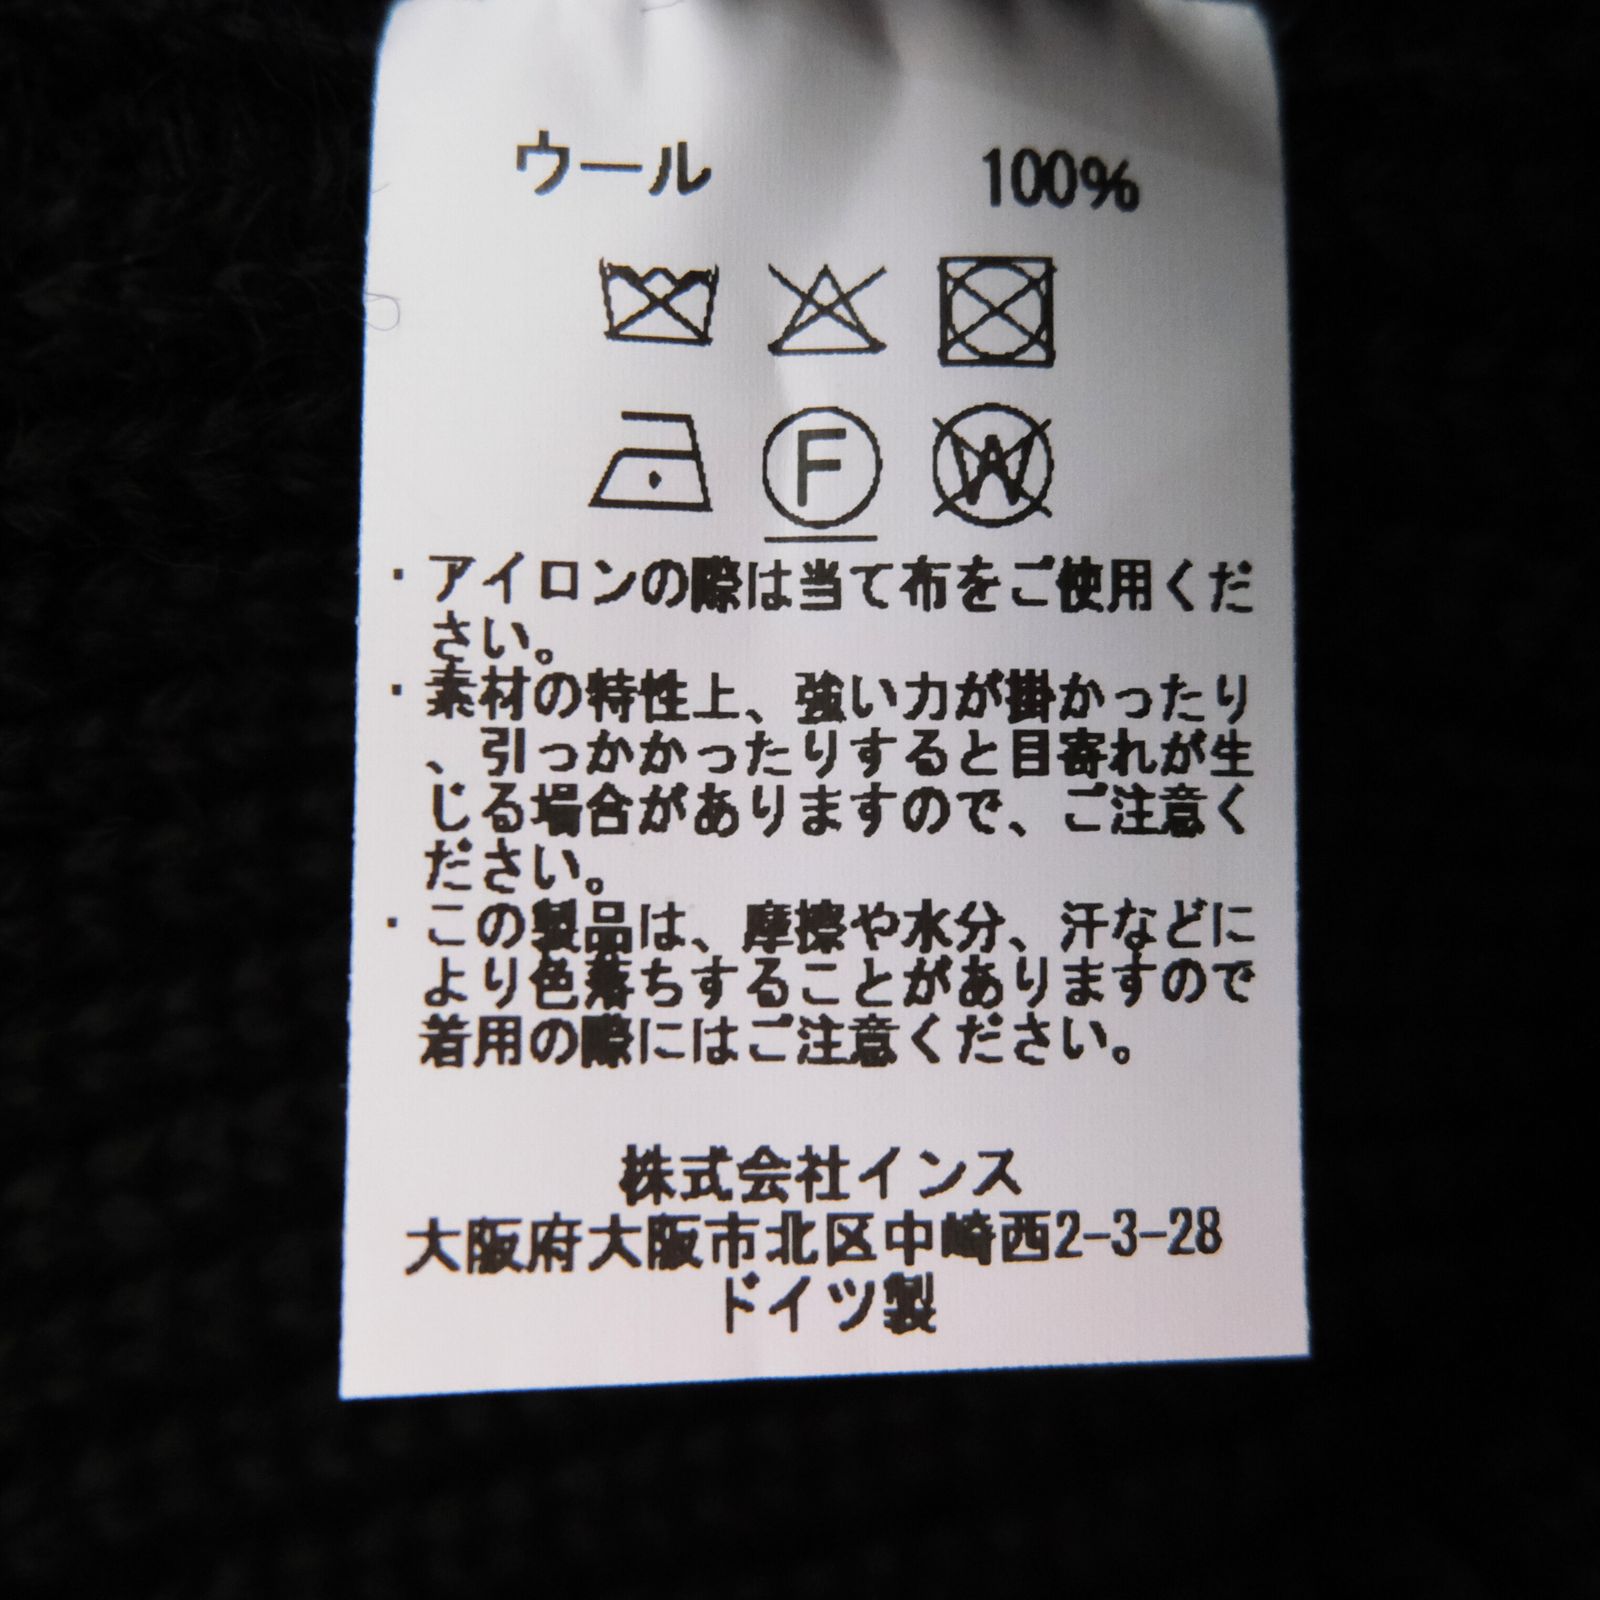 ウール 100%
F W
・アイロンの際は当て布をご使用くだ
さい。
・素材の特性上、強い力が掛かったり
、引っかかったりすると目寄れが生
じる場合がありますので、ご注意く
ださい。
・この製品は、摩擦や水分、汗などに
より色落ちすることがありますので
着用の際にはご注意ください。
株式会社インス
大阪府大阪市北区中崎西2-3-28
ドイツ製